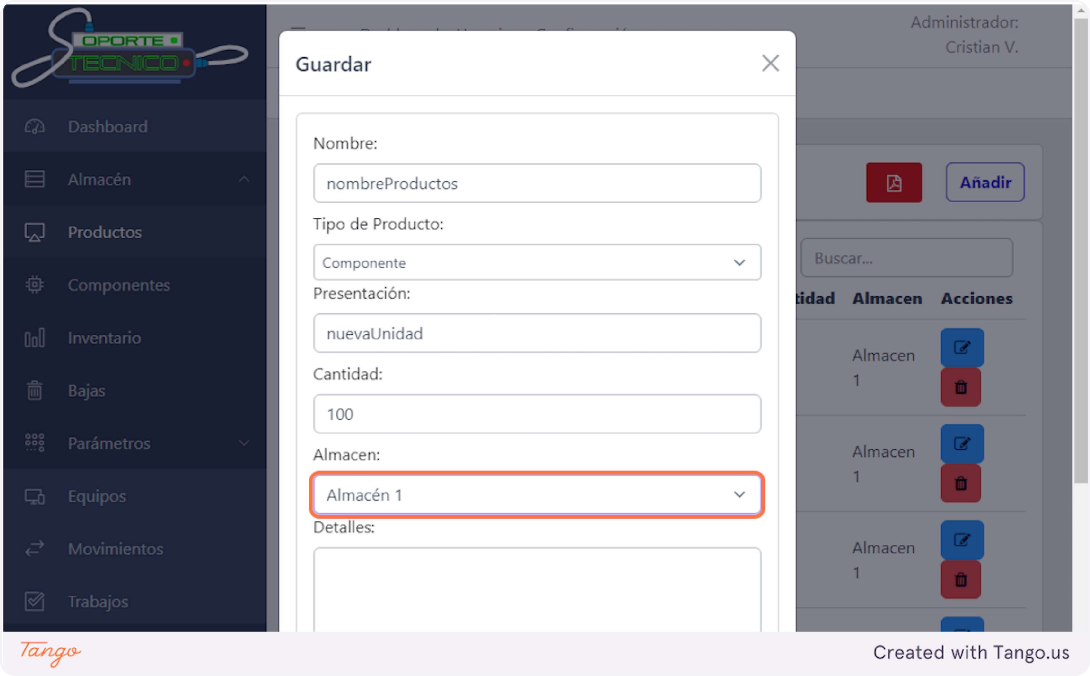 SOPORTE
TECNICO
Administrador:
Cristian V.
Dashboard
Almacén
Productos
Componentes
Inventario
Bajas
Parámetros
Equipos
Movimientos
Trabajos
Guardar
Nombre:
nombreProductos
Tipo de Producto:
Componente
Presentación:
nuevaUnidad
Cantidad:
100
Almacen:
Almacén 1
Detalles:
Añadir
Buscar...
tidad Almacen Acciones
Almacen
1
Almacen
1
Almacen
1
Tango
Created with Tango.us